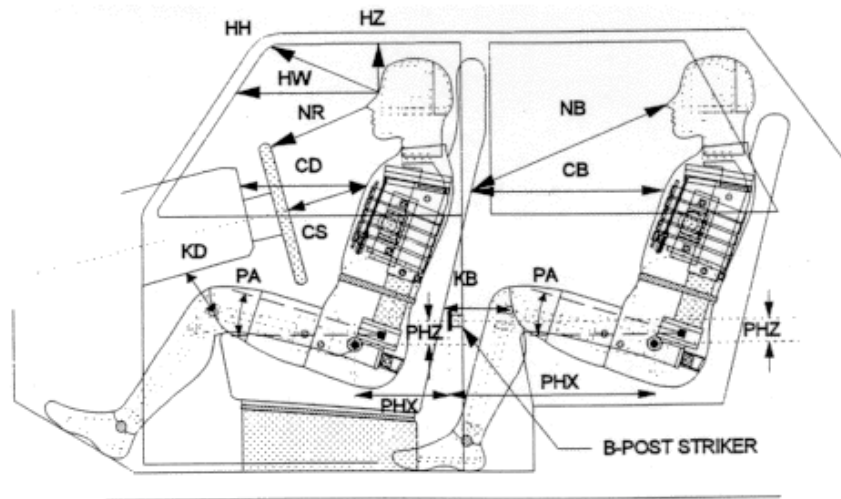 HZ
HH
HW
NR
NB
CD
CB
CS
KD
PA
KB
PA
PHZ
PHZ
PHX
PHX
B-POST STRIKER